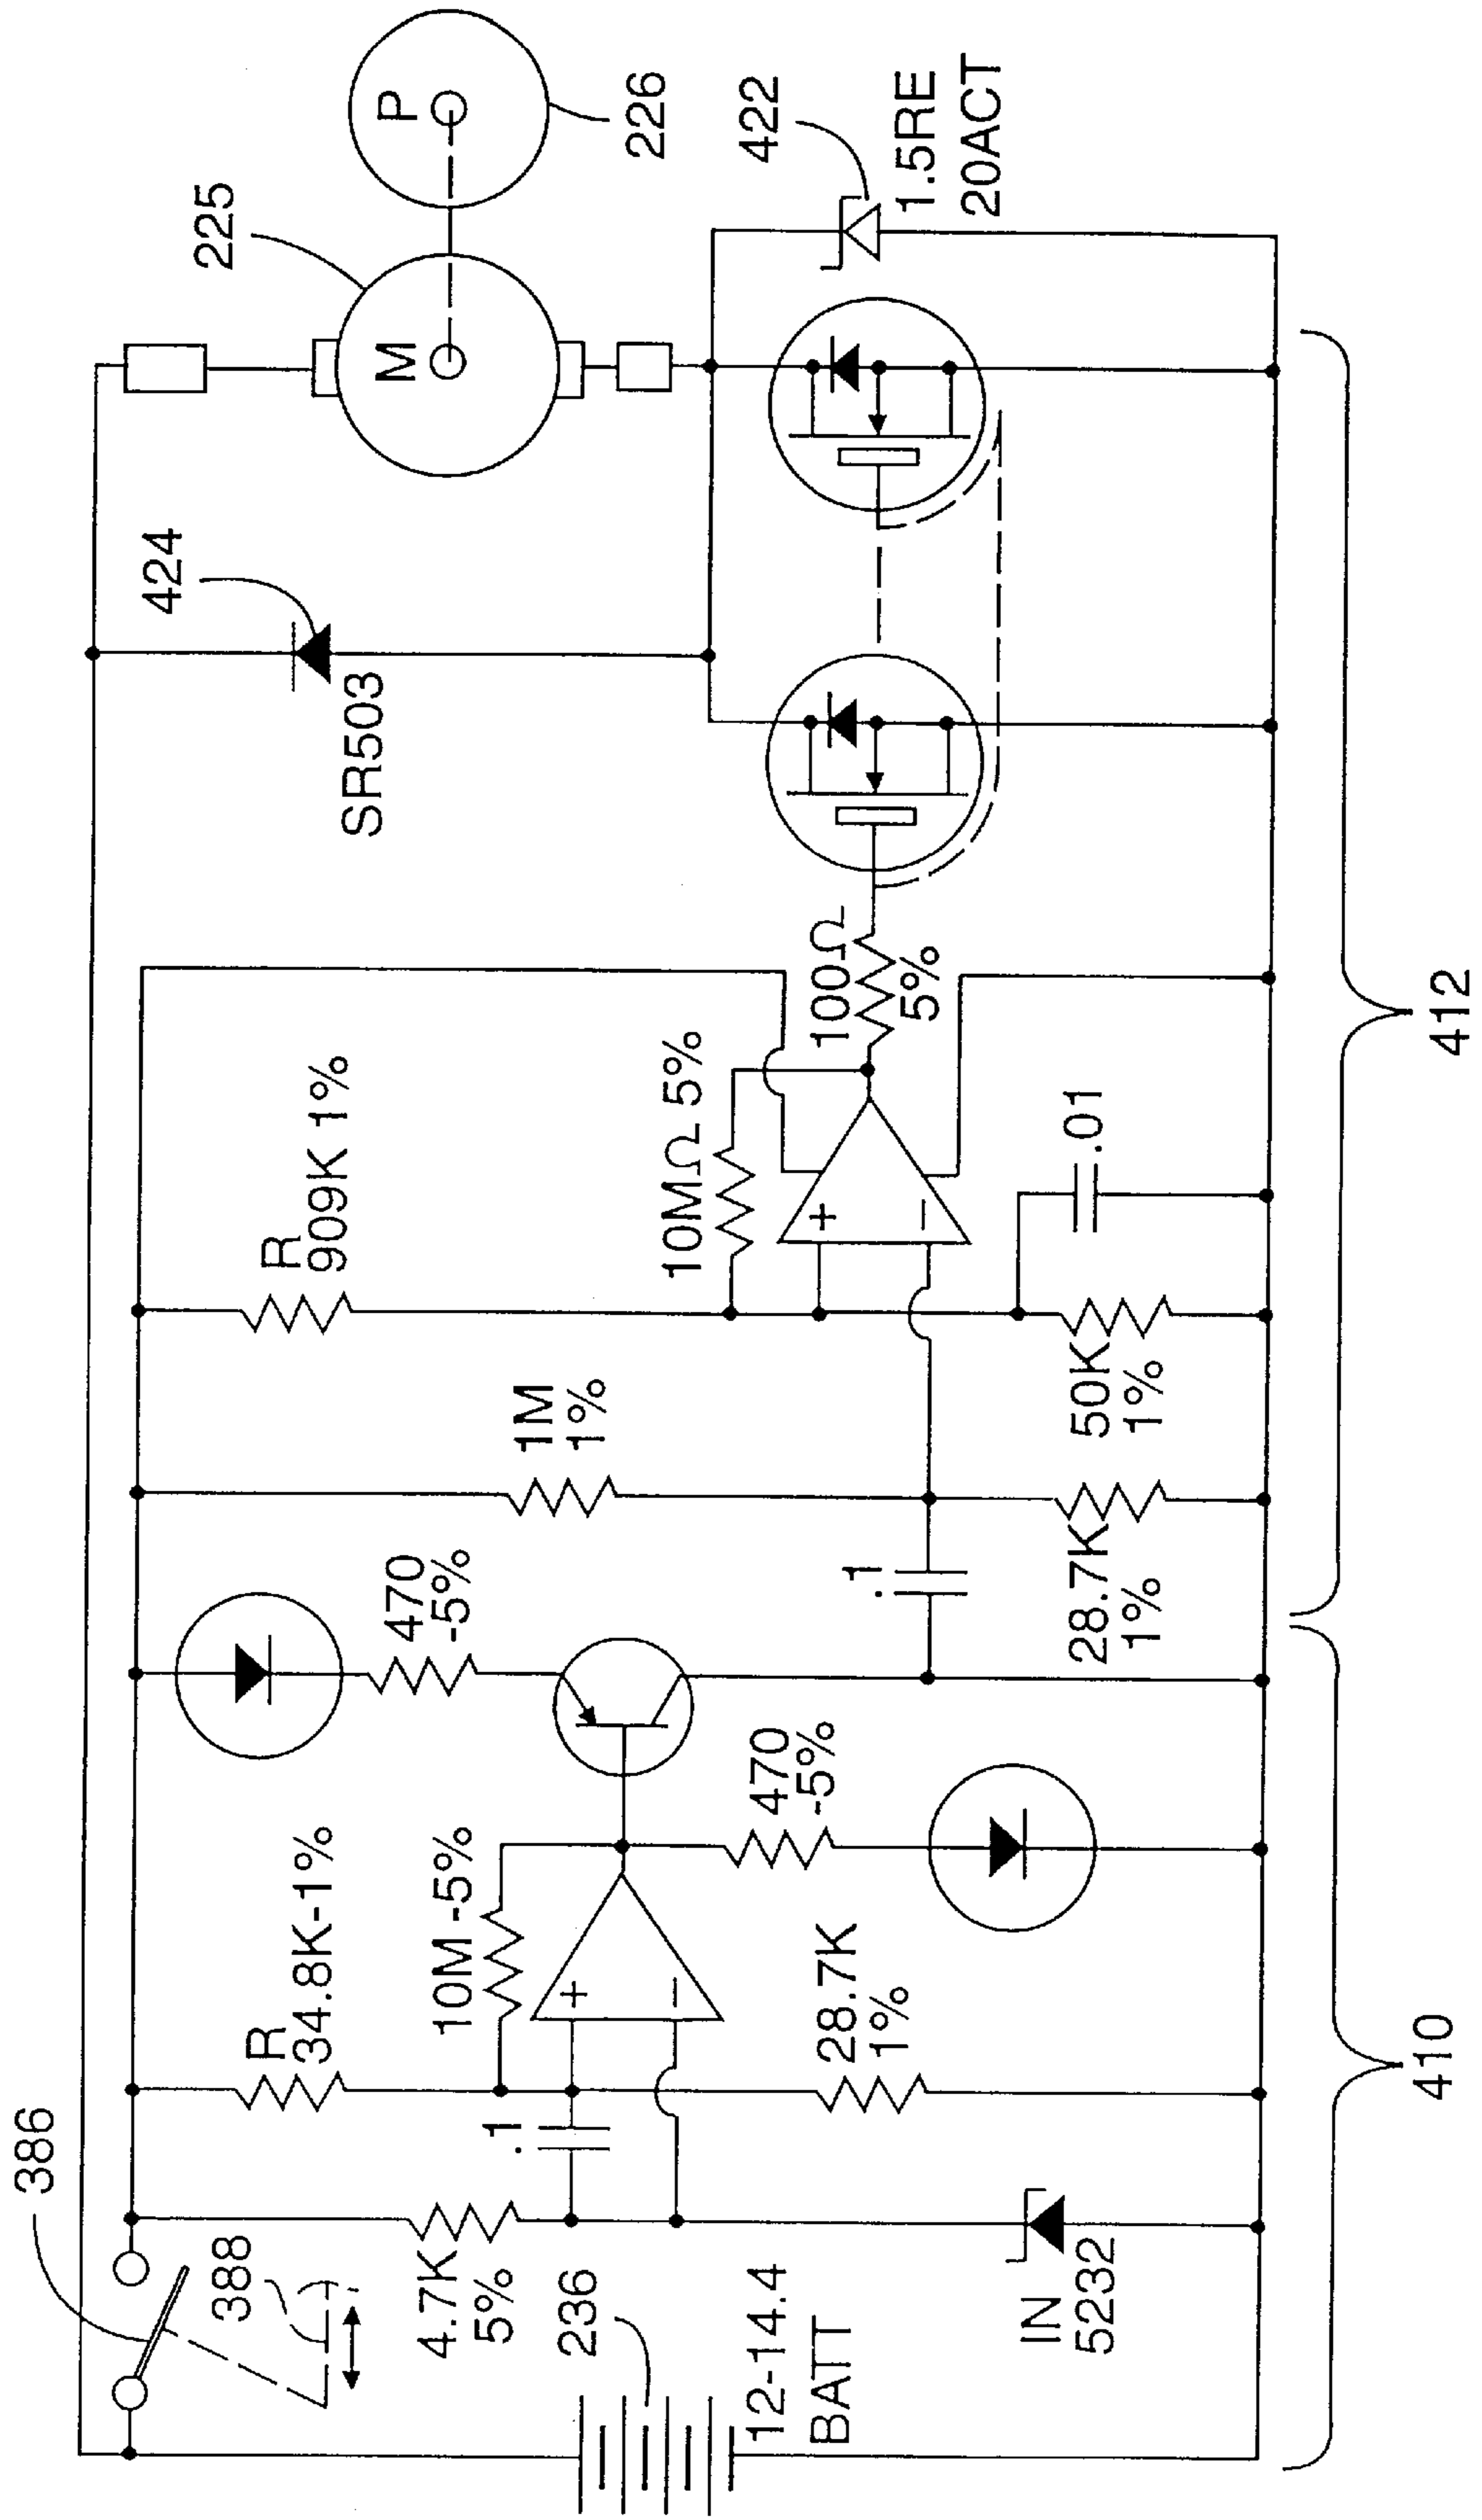 386
388
4.7K
5%
236
12-14.4
BATT
IN
5232
R
34.8K-1%
.1
10M-5%
+
−
28.7K
1%
470
-5%
470
-5%
410
.1
1M
1%
28.7K
1%
R
909K 1%
10MΩ 5%
+
−
50K
1%
.01
100Ω
5%
412
424
SR503
225
M
P
226
422
1.5RE
20ACT